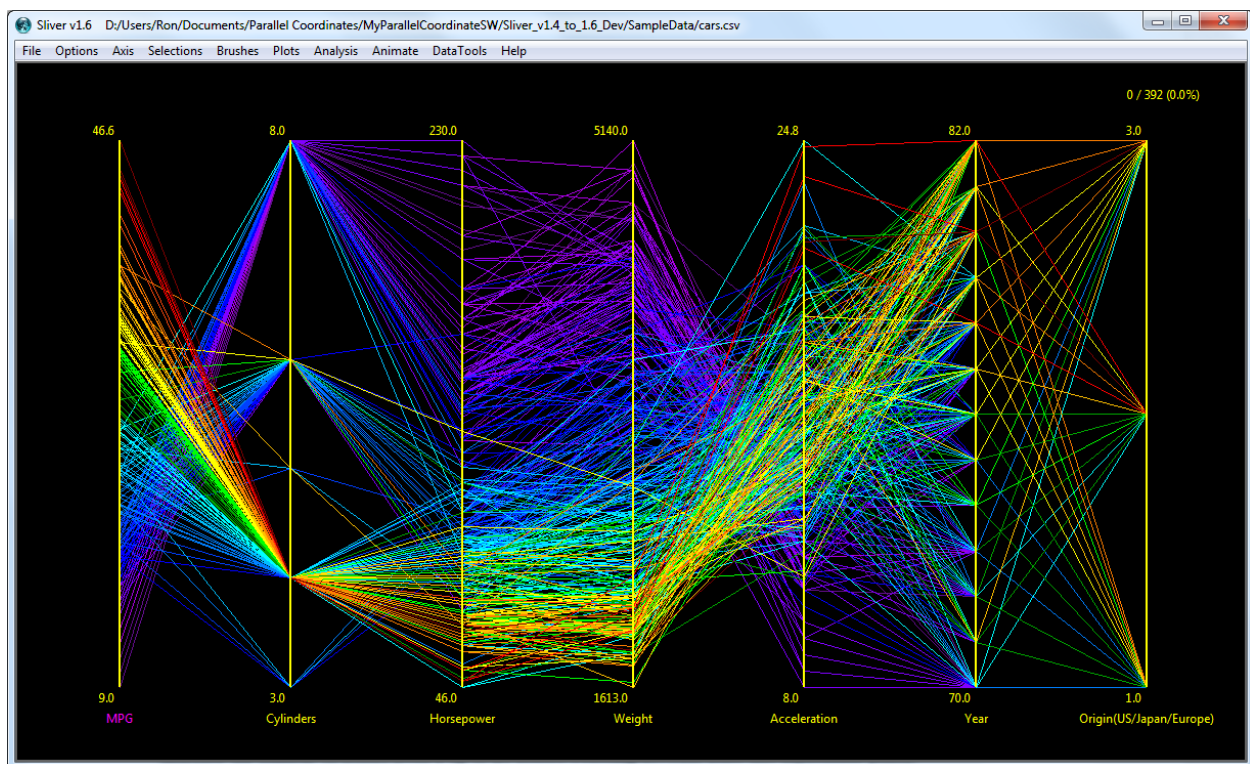 Sliver v1.6 D:/Users/Ron/Documents/Parallel Coordinates/MyParallelCoordinateSW/Sliver_v1.4_to_1.6_Dev/SampleData/cars.csv
File Options Axis Selections Brushes Plots Analysis Animate DataTools Help
0 / 392 (0.0%)
46.6 8.0 230.0 5140.0 24.8 82.0 3.0
9.0 3.0 46.0 1613.0 8.0 70.0 1.0
MPG Cylinders Horsepower Weight Acceleration Year Origin(US/Japan/Europe)